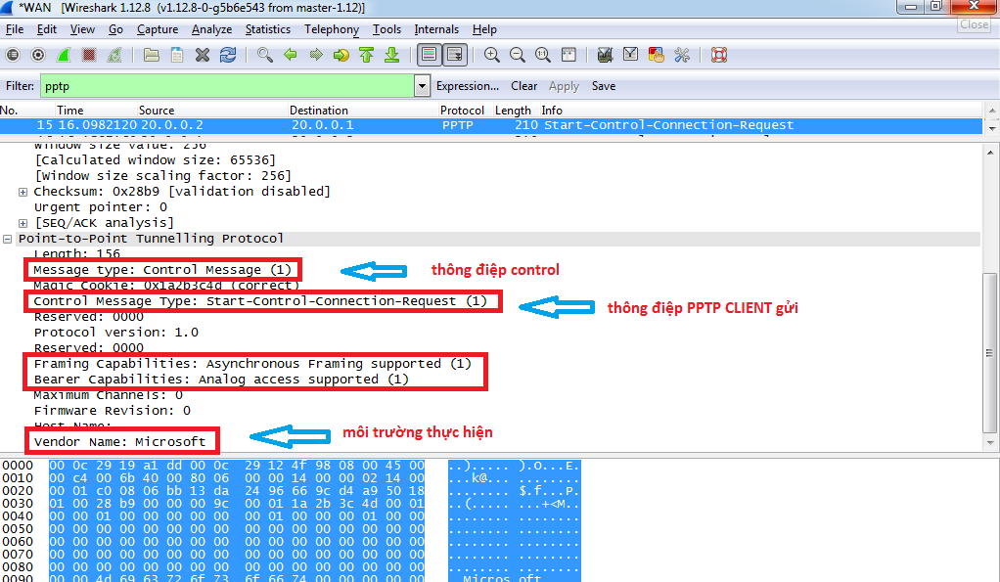 *WAN [Wireshark 1.12.8 (v1.12.8-0-g5b6e543 from master-1.12)]
Close
File Edit View Go Capture Analyze Statistics Telephony Tools Internals Help
Filter: pptp Expression... Clear Apply Save
No. Time Source Destination Protocol Length Info
15 16.0982120 20.0.0.2 20.0.0.1 PPTP 210 Start-Control-Connection-Request
Window size value: 256
[Calculated window size: 65536]
[Window size scaling factor: 256]
Checksum: 0x28b9 [validation disabled]
Urgent pointer: 0
[SEQ/ACK analysis]
Point-to-Point Tunnelling Protocol
Length: 156
Message type: Control Message (1) thông điệp control
Magic Cookie: 0x1a2b3c4d (correct)
Control Message Type: Start-Control-Connection-Request (1) thông điệp PPTP CLIENT gửi
Reserved: 0000
Protocol version: 1.0
Reserved: 0000
Framing Capabilities: Asynchronous Framing supported (1)
Bearer Capabilities: Analog access supported (1)
Maximum Channels: 0
Firmware Revision: 0
Host Name:
Vendor Name: Microsoft môi trường thực hiện
0000 00 0c 29 19 a1 dd 00 0c 29 12 4f 98 08 00 45 00 ..)..... ).O...E.
0010 00 c4 00 6b 40 00 80 06 00 00 14 00 00 02 14 00 ...k@... ........
0020 00 01 c0 08 06 bb 13 da 24 96 66 9c d4 a9 50 18 ........ $.f...P.
0030 01 00 28 b9 00 00 00 9c 00 01 1a 2b 3c 4d 00 01 ..(..... ...+<M..
0040 00 00 01 00 00 00 00 00 00 01 00 00 00 01 00 00 ........ ........
0050 00 00 00 00 00 00 00 00 00 00 00 00 00 00 00 00 ........ ........
0060 00 00 00 00 00 00 00 00 00 00 00 00 00 00 00 00 ........ ........
0070 00 00 00 00 00 00 00 00 00 00 00 00 00 00 00 00 ........ ........
0080 00 00 00 00 00 00 00 00 00 00 00 00 00 00 00 00 ........ ........
0090 00 00 4d 69 63 72 6f 73 6f 66 74 00 00 00 00 00 ..Micros oft.....